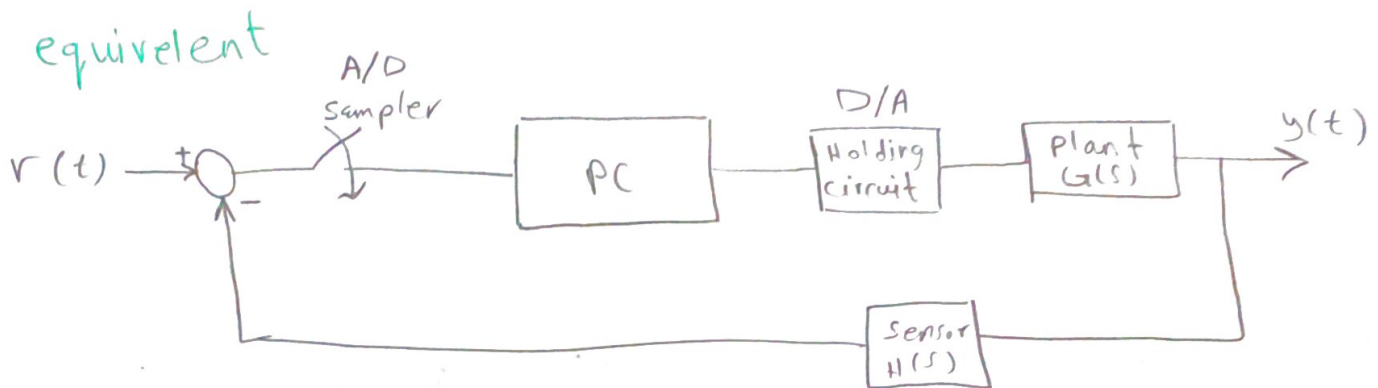 equivelent
A/D
sampler
D/A
r(t)
+
-
PC
Holding
circuit
Plant
G(S)
y(t)
Sensor
H(S)